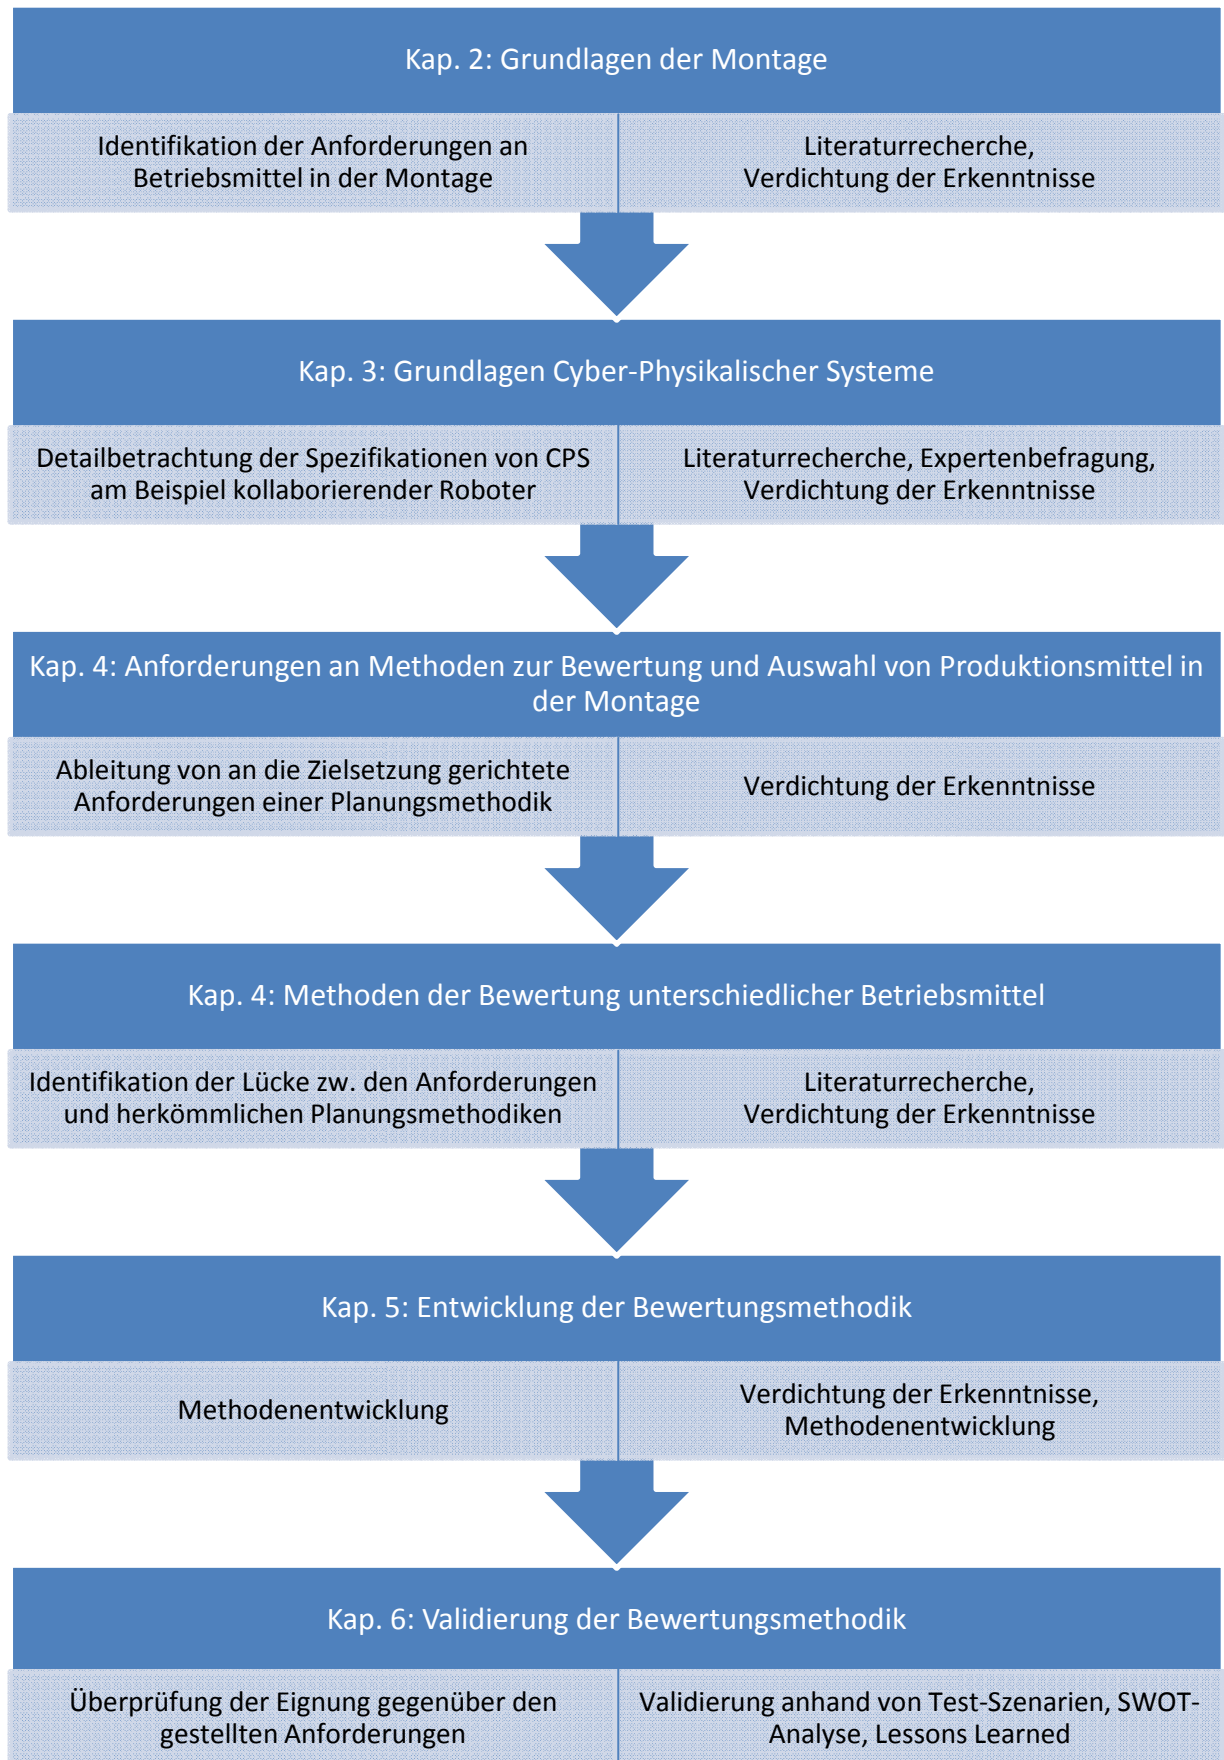 Kap. 2: Grundlagen der Montage
Identifikation der Anforderungen an
Betriebsmittel in der Montage
Literaturrecherche,
Verdichtung der Erkenntnisse
Kap. 3: Grundlagen Cyber-Physikalischer Systeme
Detailbetrachtung der Spezifikationen von CPS
am Beispiel kollaborierender Roboter
Literaturrecherche, Expertenbefragung,
Verdichtung der Erkenntnisse
Kap. 4: Anforderungen an Methoden zur Bewertung und Auswahl von Produktionsmittel in
der Montage
Ableitung von an die Zielsetzung gerichtete
Anforderungen einer Planungsmethodik
Verdichtung der Erkenntnisse
Kap. 4: Methoden der Bewertung unterschiedlicher Betriebsmittel
Identifikation der Lücke zw. den Anforderungen
und herkömmlichen Planungsmethodiken
Literaturrecherche,
Verdichtung der Erkenntnisse
Kap. 5: Entwicklung der Bewertungsmethodik
Methodenentwicklung
Verdichtung der Erkenntnisse,
Methodenentwicklung
Kap. 6: Validierung der Bewertungsmethodik
Überprüfung der Eignung gegenüber den
gestellten Anforderungen
Validierung anhand von Test-Szenarien, SWOT-
Analyse, Lessons Learned